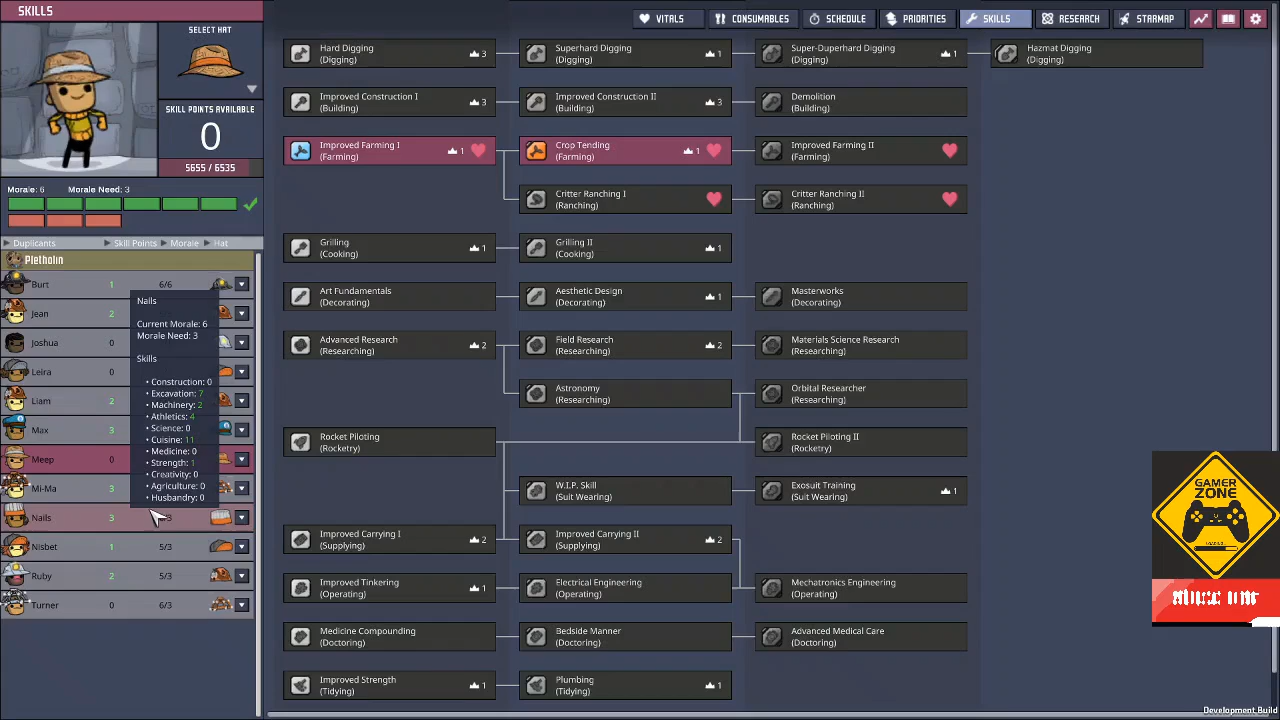 SKILLS
VITALS
CONSUMABLES
SCHEDULE
PRIORITIES
SKILLS
RESEARCH
STARMAP
SELECT HAT
SKILL POINTS AVAILABLE
0
5655 / 6535
Morale: 6 Morale Need: 3
Duplicants Skill Points Morale Hat
Pletholin
Burt 1 6/6
Jean 2
Joshua 0
Leira 0
Liam 2
Max 3
Meep 0
Mi-Ma 3
Nails 3
Nisbet 1 5/3
Ruby 2 5/3
Turner 0 6/3
Nails
Current Morale: 6
Morale Need: 3
Skills
• Construction: 0
• Excavation: 7
• Machinery: 2
• Athletics: 4
• Science: 0
• Cuisine: 11
• Medicine: 0
• Strength: 1
• Creativity: 0
• Agriculture: 0
• Husbandry: 0
Hard Digging 3
(Digging)
Superhard Digging 1
(Digging)
Super-Duperhard Digging 1
(Digging)
Hazmat Digging
(Digging)
Improved Construction I 3
(Building)
Improved Construction II 3
(Building)
Demolition
(Building)
Improved Farming I 1
(Farming)
Crop Tending 1
(Farming)
Improved Farming II
(Farming)
Critter Ranching I
(Ranching)
Critter Ranching II
(Ranching)
Grilling 1
(Cooking)
Grilling II 1
(Cooking)
Art Fundamentals
(Decorating)
Aesthetic Design 1
(Decorating)
Masterworks
(Decorating)
Advanced Research 2
(Researching)
Field Research 2
(Researching)
Materials Science Research
(Researching)
Astronomy
(Researching)
Orbital Researcher
(Researching)
Rocket Piloting
(Rocketry)
Rocket Piloting II
(Rocketry)
W.I.P. Skill
(Suit Wearing)
Exosuit Training 1
(Suit Wearing)
Improved Carrying I 2
(Supplying)
Improved Carrying II 2
(Supplying)
Improved Tinkering 1
(Operating)
Electrical Engineering
(Operating)
Mechatronics Engineering
(Operating)
Medicine Compounding
(Doctoring)
Bedside Manner
(Doctoring)
Advanced Medical Care
(Doctoring)
Improved Strength 1
(Tidying)
Plumbing 1
(Tidying)
GAMER
ZONE
LOADING...
Development Build